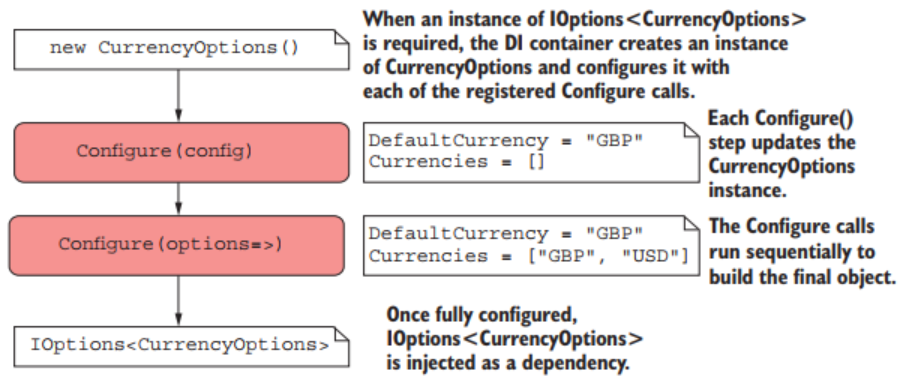 new CurrencyOptions()
When an instance of IOptions<CurrencyOptions>
is required, the DI container creates an instance
of CurrencyOptions and configures it with
each of the registered Configure calls.
Configure(config)
DefaultCurrency = "GBP"
Currencies = []
Each Configure()
step updates the
CurrencyOptions
instance.
Configure(options=>)
DefaultCurrency = "GBP"
Currencies = ["GBP", "USD"]
The Configure calls
run sequentially to
build the final object.
IOptions<CurrencyOptions>
Once fully configured,
IOptions<CurrencyOptions>
is injected as a dependency.